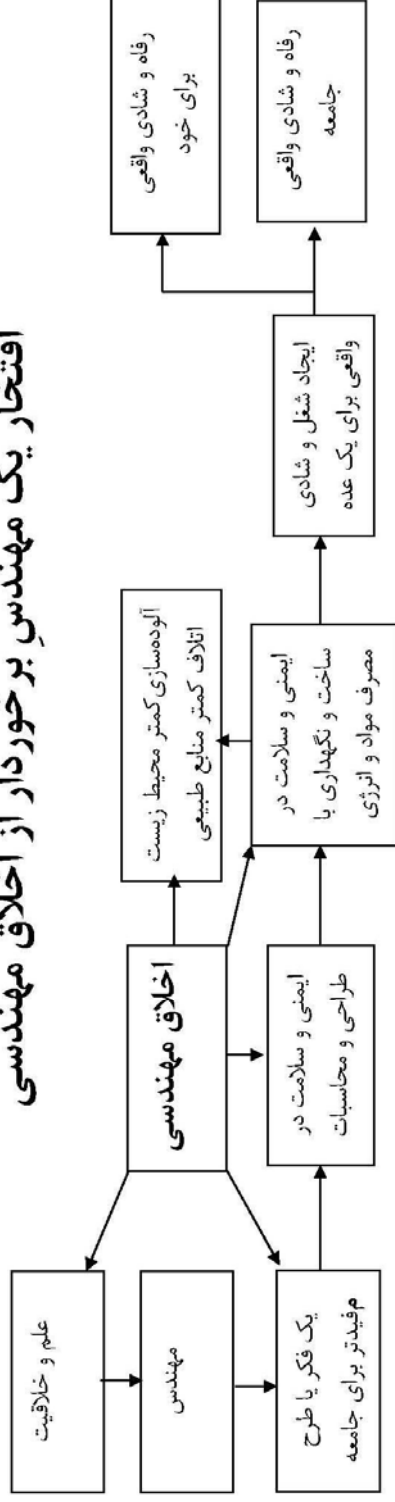 افتخار یک مهندسِ برخوردار از اخلاق مهندسی
علم و خلاقیت
مهندس
یک فکر یا طرح
مفیدتر برای جامعه
اخلاق مهندسی
ایمنی و سلامت در
طراحی و محاسبات
آلوده‌سازی کمتر محیط زیست
اتلاف کمتر منابع طبیعی
ایمنی و سلامت در
ساخت و نگهداری با
مصرف مواد و انرژی
ایجاد شغل و شادی
واقعی برای یک عده
رفاه و شادی واقعی
برای خود
رفاه و شادی واقعی
جامعه